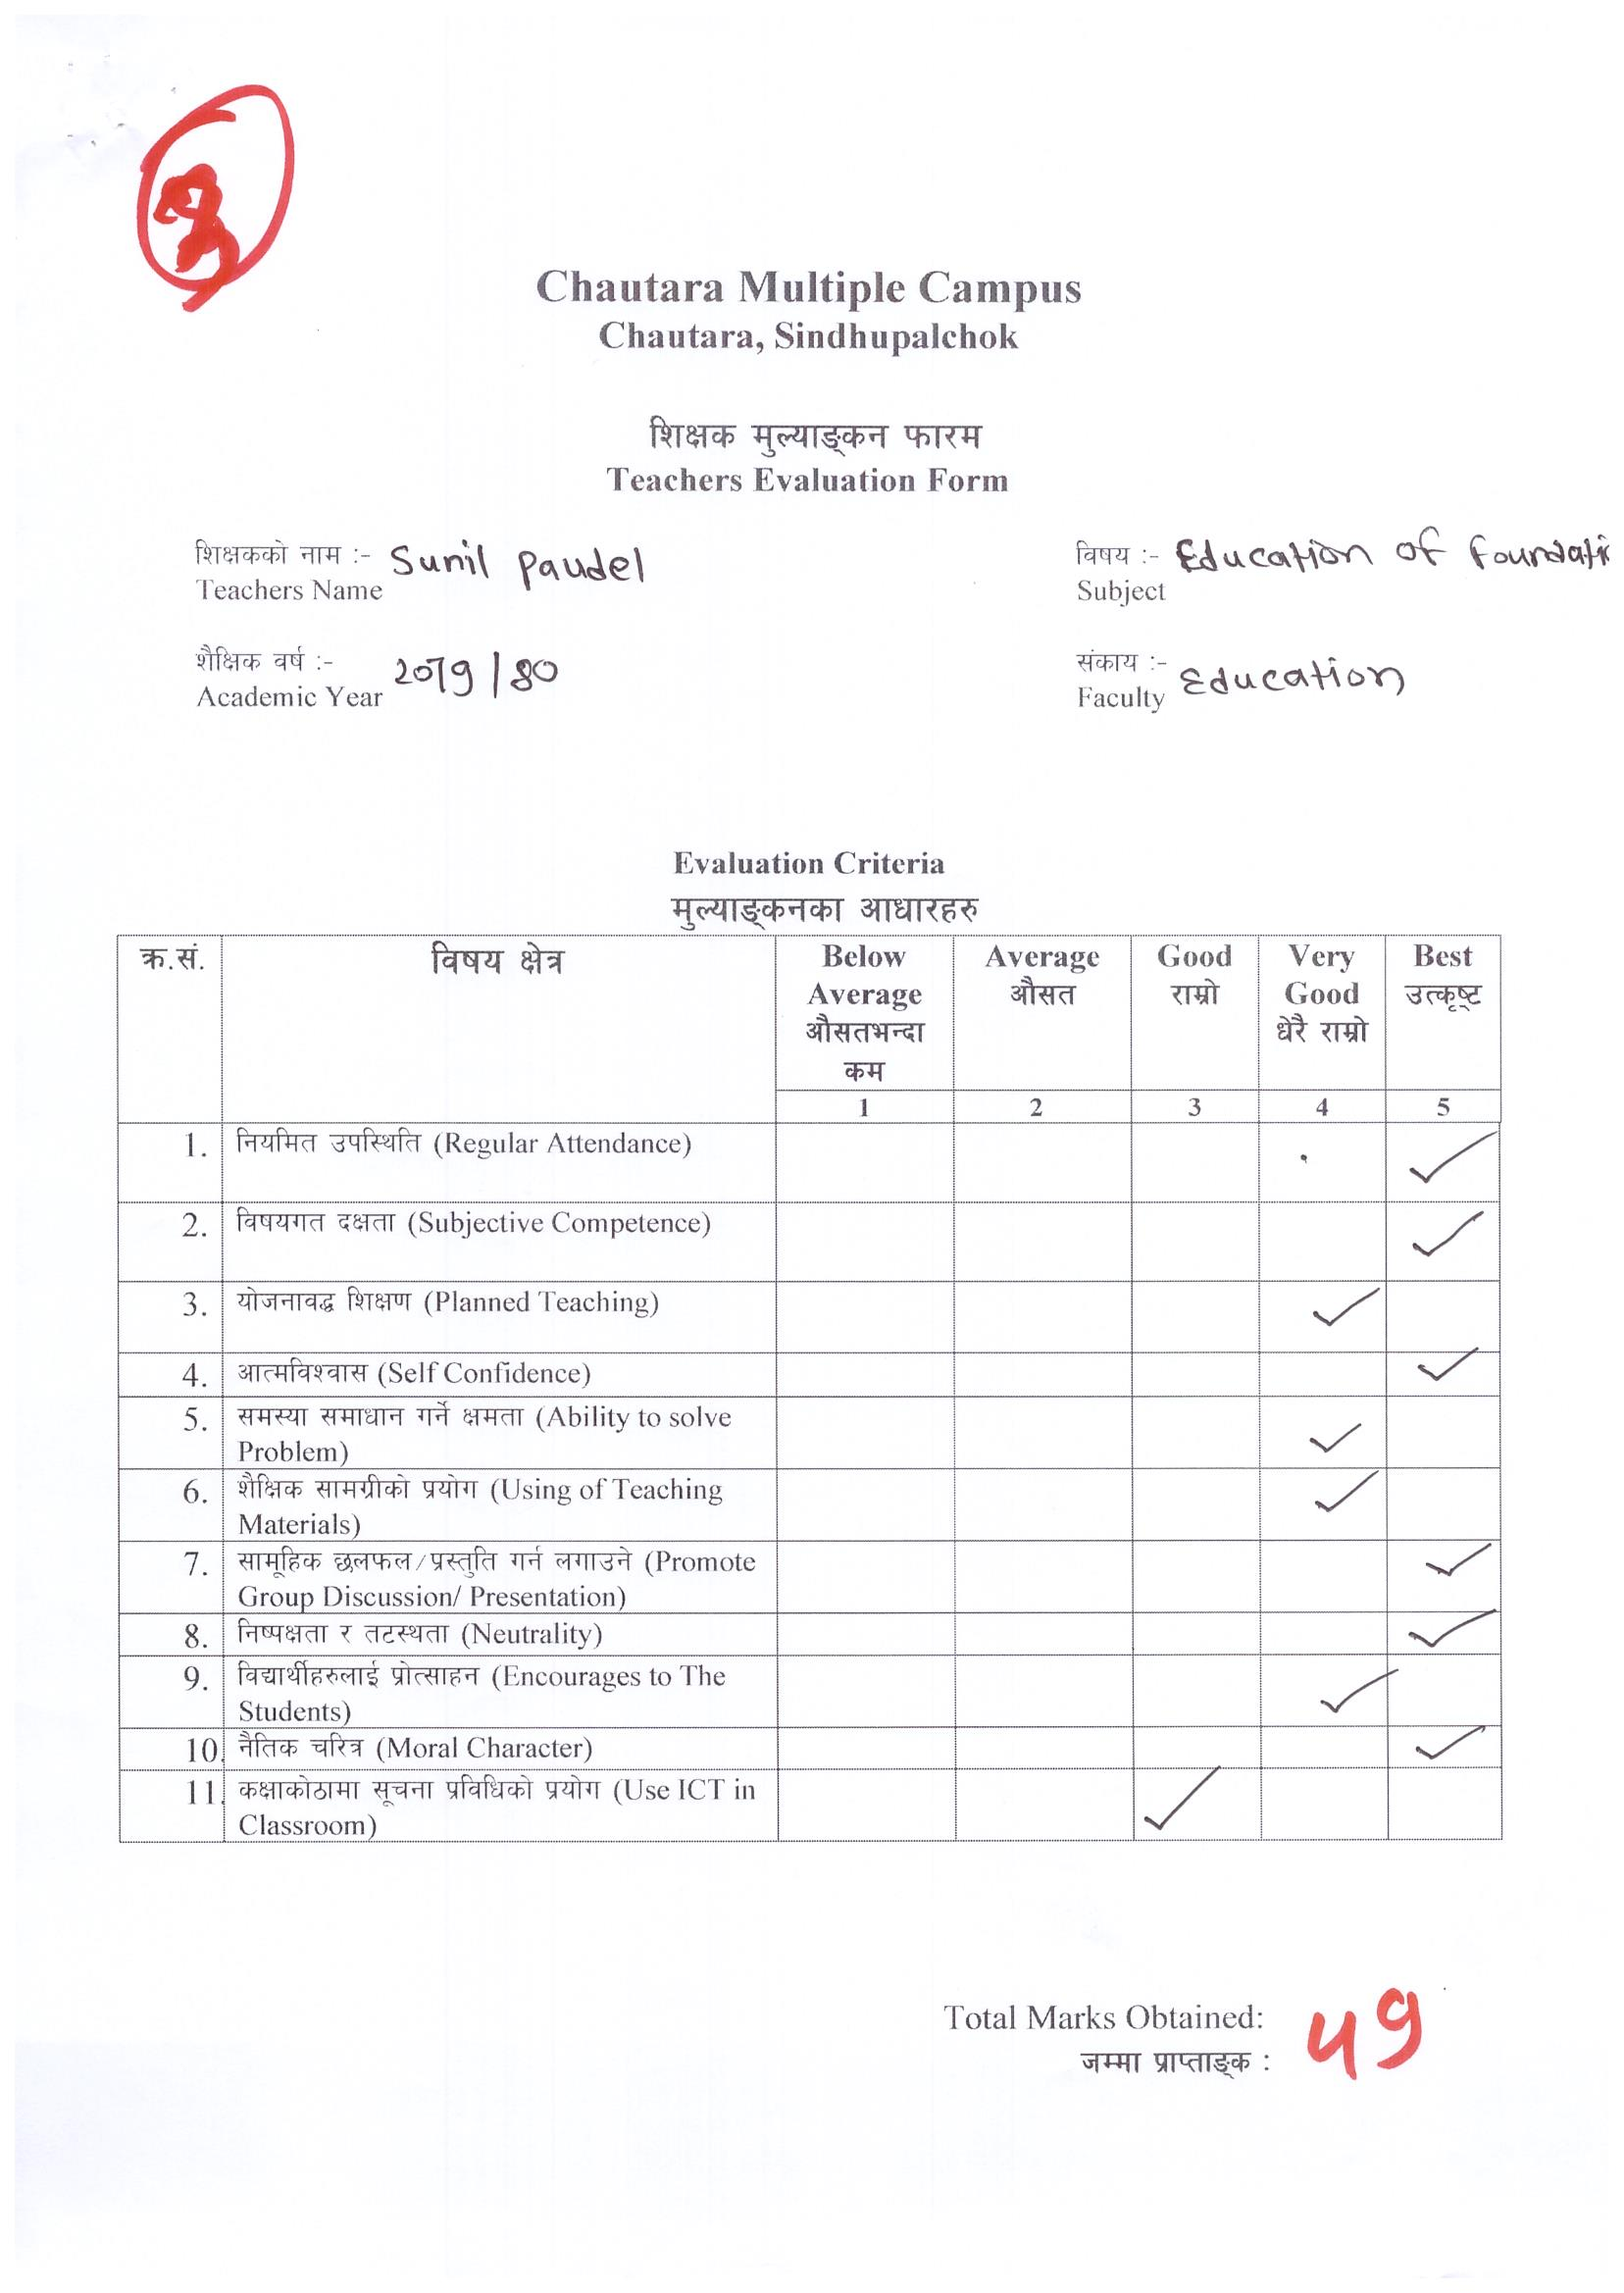 Chautara Multiple Campus
Chautara, Sindhupalchok
शिक्षक मुल्याङ्कन फारम
Teachers Evaluation Form
शिक्षकको नाम :- Sunil Paudel
Teachers Name
विषय :- Education of Foundati
Subject
शैक्षिक वर्ष :- 2079/80
Academic Year
संकाय :- Education
Faculty
Evaluation Criteria
मुल्याङ्कनका आधारहरु
क्र.सं. विषय क्षेत्र Below Average औसतभन्दा कम Average औसत Good राम्रो Very Good धेरै राम्रो Best उत्कृष्ट
1 2 3 4 5
1. नियमित उपस्थिति (Regular Attendance) ✓
2. विषयगत दक्षता (Subjective Competence) ✓
3. योजनावद्ध शिक्षण (Planned Teaching) ✓
4. आत्मविश्वास (Self Confidence) ✓
5. समस्या समाधान गर्ने क्षमता (Ability to solve
Problem) ✓
6. शैक्षिक सामग्रीको प्रयोग (Using of Teaching
Materials) ✓
7. सामूहिक छलफल/प्रस्तुति गर्न लगाउने (Promote
Group Discussion/ Presentation) ✓
8. निष्पक्षता र तटस्थता (Neutrality) ✓
9. विद्यार्थीहरुलाई प्रोत्साहन (Encourages to The
Students) ✓
10. नैतिक चरित्र (Moral Character) ✓
11. कक्षाकोठामा सूचना प्रविधिको प्रयोग (Use ICT in
Classroom) ✓
Total Marks Obtained: 49
जम्मा प्राप्ताङ्क :